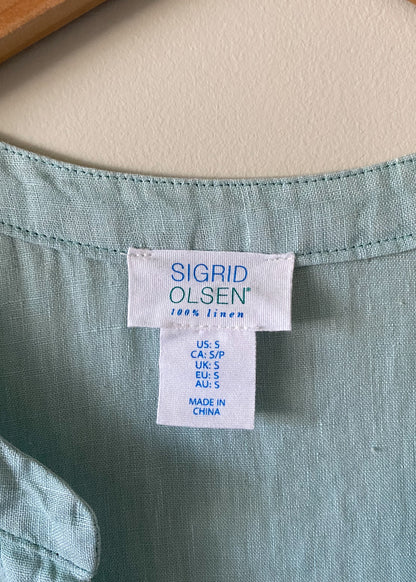 SIGRID
OLSEN®
100% linen
US: S
CA: S/P
UK: S
EU: S
AU: S
MADE IN
CHINA